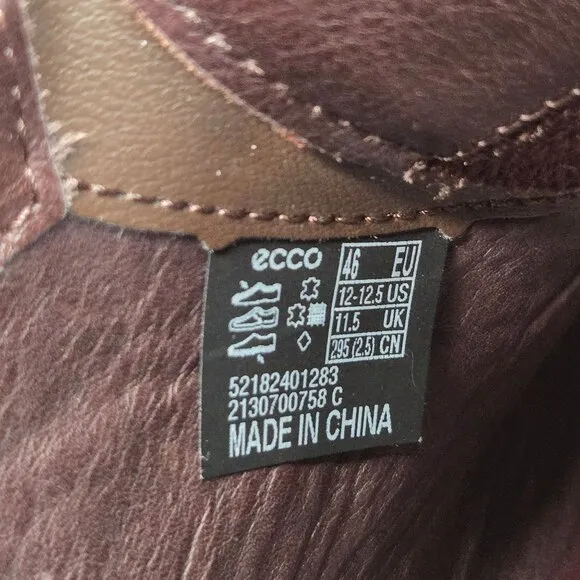 ecco
46 EU
12-12.5 US
11.5 UK
295 (2.5) CN
52182401283
2130700758 C
MADE IN CHINA